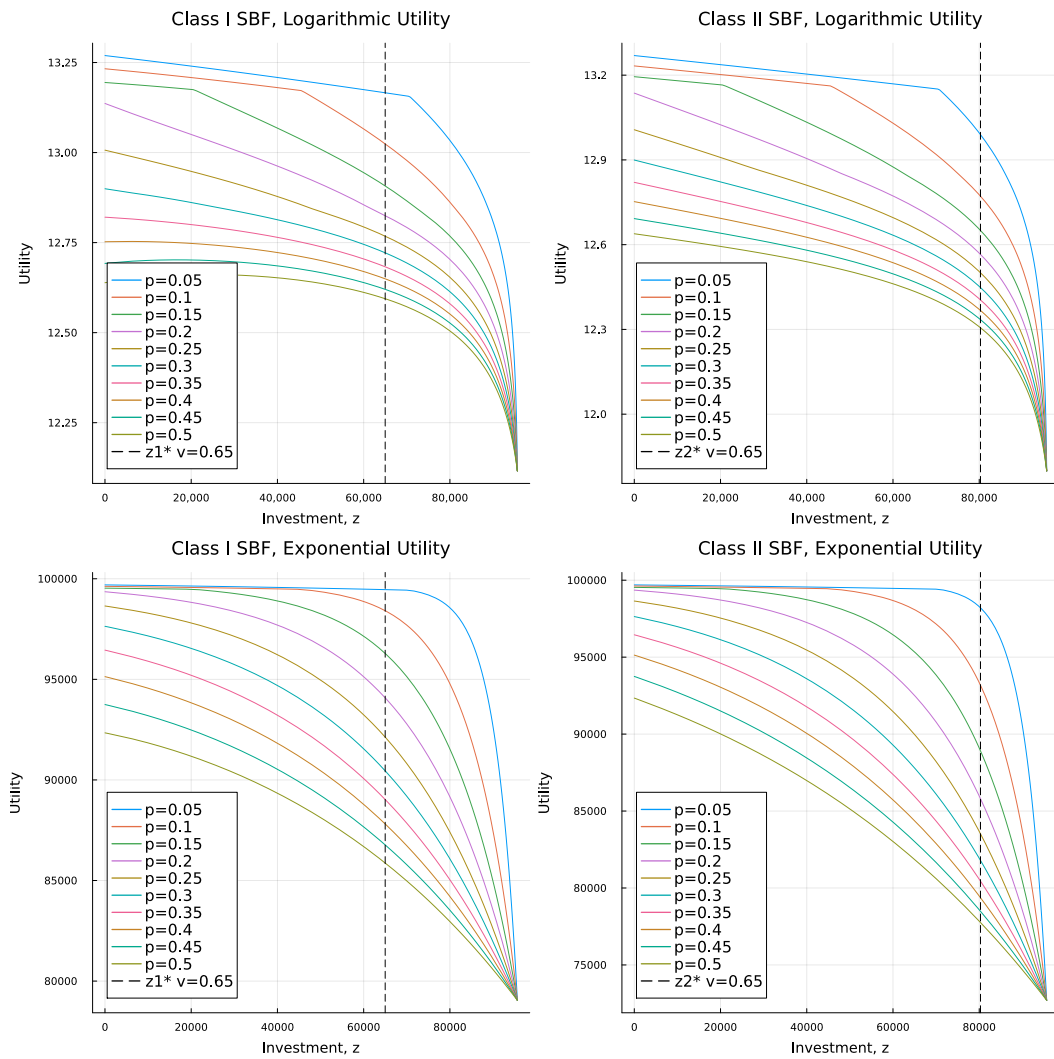 Class I SBF, Logarithmic Utility
13.25
13.00
12.75
12.50
12.25
Utility
p=0.05
p=0.1
p=0.15
p=0.2
p=0.25
p=0.3
p=0.35
p=0.4
p=0.45
p=0.5
z1* v=0.65
0
20,000
40,000
60,000
80,000
Investment, z
Class II SBF, Logarithmic Utility
13.2
12.9
12.6
12.3
12.0
Utility
p=0.05
p=0.1
p=0.15
p=0.2
p=0.25
p=0.3
p=0.35
p=0.4
p=0.45
p=0.5
z2* v=0.65
0
20,000
40,000
60,000
80,000
Investment, z
Class I SBF, Exponential Utility
100000
95000
90000
85000
80000
Utility
p=0.05
p=0.1
p=0.15
p=0.2
p=0.25
p=0.3
p=0.35
p=0.4
p=0.45
p=0.5
z1* v=0.65
0
20000
40000
60000
80000
Investment, z
Class II SBF, Exponential Utility
100000
95000
90000
85000
80000
75000
Utility
p=0.05
p=0.1
p=0.15
p=0.2
p=0.25
p=0.3
p=0.35
p=0.4
p=0.45
p=0.5
z2* v=0.65
0
20000
40000
60000
80000
Investment, z